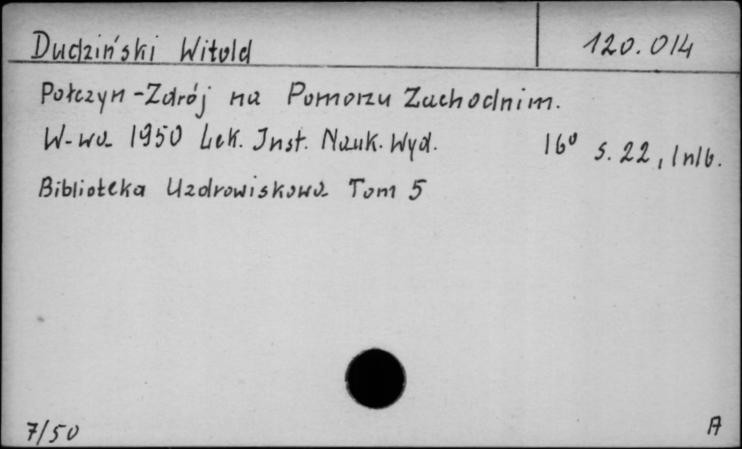 Dudziński Witold 120.014
Połczyn-Zdrój na Pomorzu Zachodnim.
W-wa 1950 Lek. Inst. Nauk. Wyd. 16° s. 22, 1 nlb.
Biblioteka Uzdrowiskowa Tom 5
7/50 A